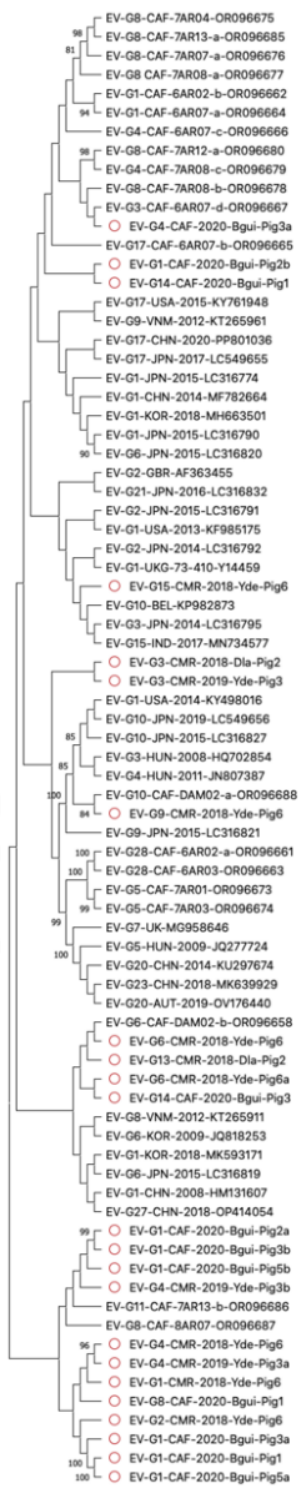 EV-G8-CAF-7AR04-OR096675
98
EV-G8-CAF-7AR13-a-OR096685
81
EV-G8-CAF-7AR07-a-OR096676
EV-G8 CAF-7AR08-a-OR096677
EV-G1-CAF-6AR02-b-OR096662
94
EV-G1-CAF-6AR07-a-OR096664
EV-G4-CAF-6AR07-c-OR096666
98
EV-G8-CAF-7AR12-a-OR096680
EV-G4-CAF-7AR08-c-OR096679
EV-G8-CAF-7AR08-b-OR096678
EV-G3-CAF-6AR07-d-OR096667
EV-G4-CAF-2020-Bgui-Pig3a
EV-G17-CAF-6AR07-b-OR096665
EV-G1-CAF-2020-Bgui-Pig2b
EV-G14-CAF-2020-Bgui-Pig1
EV-G17-USA-2015-KY761948
EV-G9-VNM-2012-KT265961
EV-G17-CHN-2020-PP801036
EV-G17-JPN-2017-LC549655
EV-G1-JPN-2015-LC316774
EV-G1-CHN-2014-MF782664
EV-G1-KOR-2018-MH663501
EV-G1-JPN-2015-LC316790
90
EV-G6-JPN-2015-LC316820
EV-G2-GBR-AF363455
EV-G21-JPN-2016-LC316832
EV-G2-JPN-2015-LC316791
EV-G1-USA-2013-KF985175
EV-G2-JPN-2014-LC316792
EV-G1-UKG-73-410-Y14459
EV-G15-CMR-2018-Yde-Pig6
EV-G10-BEL-KP982873
EV-G3-JPN-2014-LC316795
EV-G15-IND-2017-MN734577
EV-G3-CMR-2018-Dla-Pig2
EV-G3-CMR-2019-Yde-Pig3
EV-G1-USA-2014-KY498016
EV-G10-JPN-2019-LC549656
85
EV-G10-JPN-2015-LC316827
EV-G3-HUN-2008-HQ702854
85
EV-G4-HUN-2011-JN807387
100
EV-G10-CAF-DAM02-a-OR096688
84
EV-G9-CMR-2018-Yde-Pig6
EV-G9-JPN-2015-LC316821
100
EV-G28-CAF-6AR02-a-OR096661
100
EV-G28-CAF-6AR03-OR096663
EV-G5-CAF-7AR01-OR096673
99
EV-G5-CAF-7AR03-OR096674
99
EV-G7-UK-MG958646
EV-G5-HUN-2009-JQ277724
100
EV-G20-CHN-2014-KU297674
EV-G23-CHN-2018-MK639929
EV-G20-AUT-2019-OV176440
EV-G6-CAF-DAM02-b-OR096658
EV-G6-CMR-2018-Yde-Pig6
EV-G13-CMR-2018-Dla-Pig2
EV-G6-CMR-2018-Yde-Pig6a
EV-G14-CAF-2020-Bgui-Pig3
EV-G8-VNM-2012-KT265911
EV-G6-KOR-2009-JQ818253
EV-G1-KOR-2018-MK593171
EV-G6-JPN-2015-LC316819
EV-G1-CHN-2008-HM131607
EV-G27-CHN-2018-OP414054
99
EV-G1-CAF-2020-Bgui-Pig2a
EV-G1-CAF-2020-Bgui-Pig3b
EV-G1-CAF-2020-Bgui-Pig5b
EV-G4-CMR-2019-Yde-Pig3b
EV-G11-CAF-7AR13-b-OR096686
EV-G8-CAF-8AR07-OR096687
96
EV-G4-CMR-2018-Yde-Pig6
EV-G4-CMR-2019-Yde-Pig3a
EV-G1-CMR-2018-Yde-Pig6
EV-G8-CAF-2020-Bgui-Pig1
EV-G2-CMR-2018-Yde-Pig6
EV-G1-CAF-2020-Bgui-Pig3a
100
EV-G1-CAF-2020-Bgui-Pig1
100
EV-G1-CAF-2020-Bgui-Pig5a